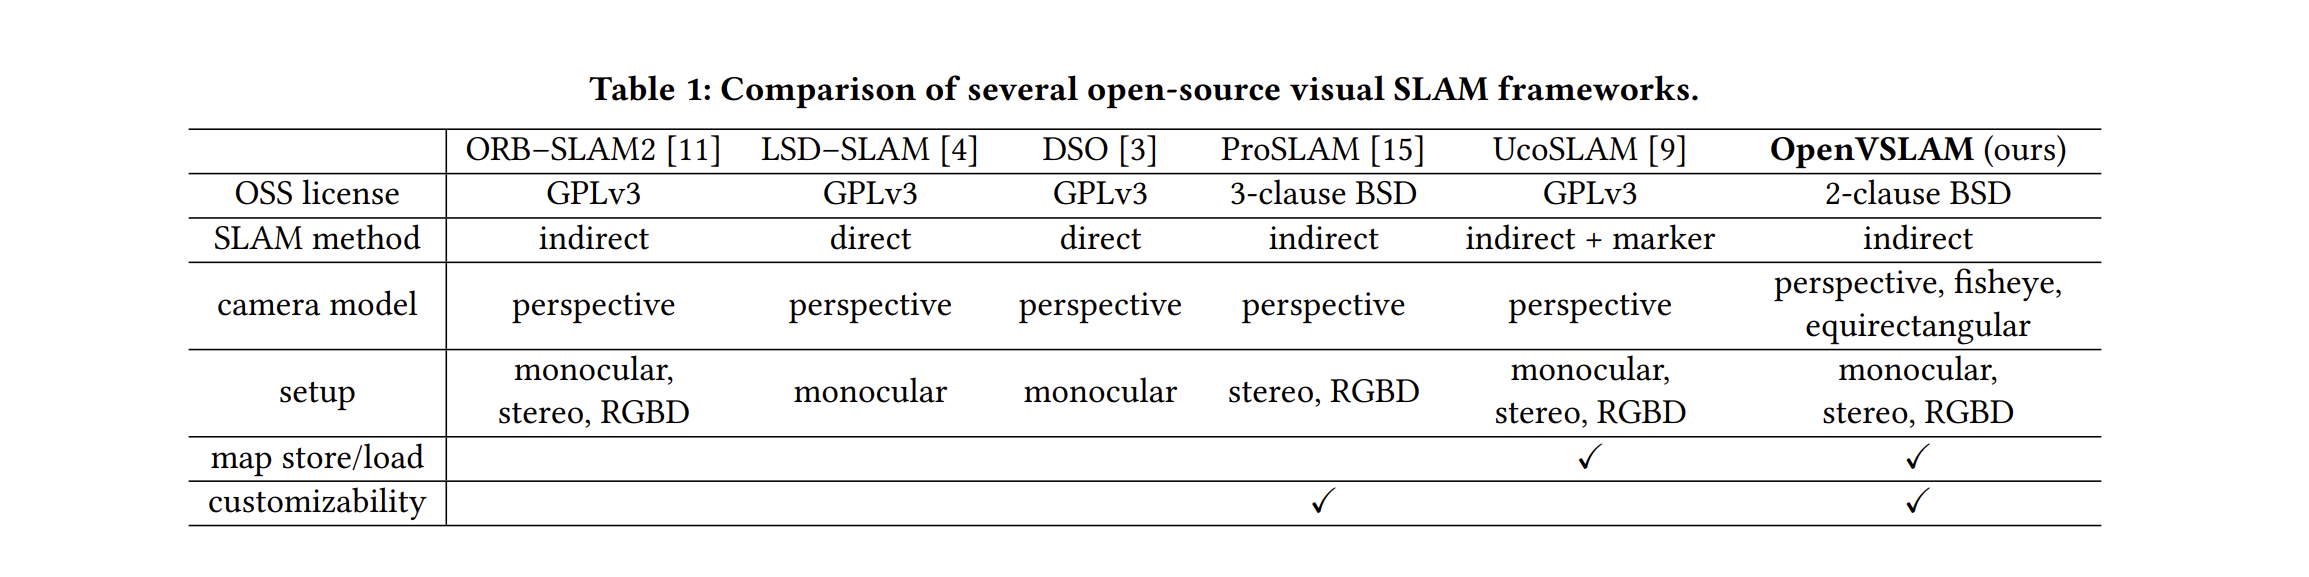 Table 1: Comparison of several open-source visual SLAM frameworks.
ORB–SLAM2 [11] LSD–SLAM [4] DSO [3] ProSLAM [15] UcoSLAM [9] OpenVSLAM (ours)
OSS license GPLv3 GPLv3 GPLv3 3-clause BSD GPLv3 2-clause BSD
SLAM method indirect direct direct indirect indirect + marker indirect
camera model perspective perspective perspective perspective perspective perspective, fisheye,
equirectangular
setup monocular, monocular monocular stereo, RGBD monocular, monocular,
stereo, RGBD stereo, RGBD stereo, RGBD
map store/load ✓ ✓
customizability ✓ ✓